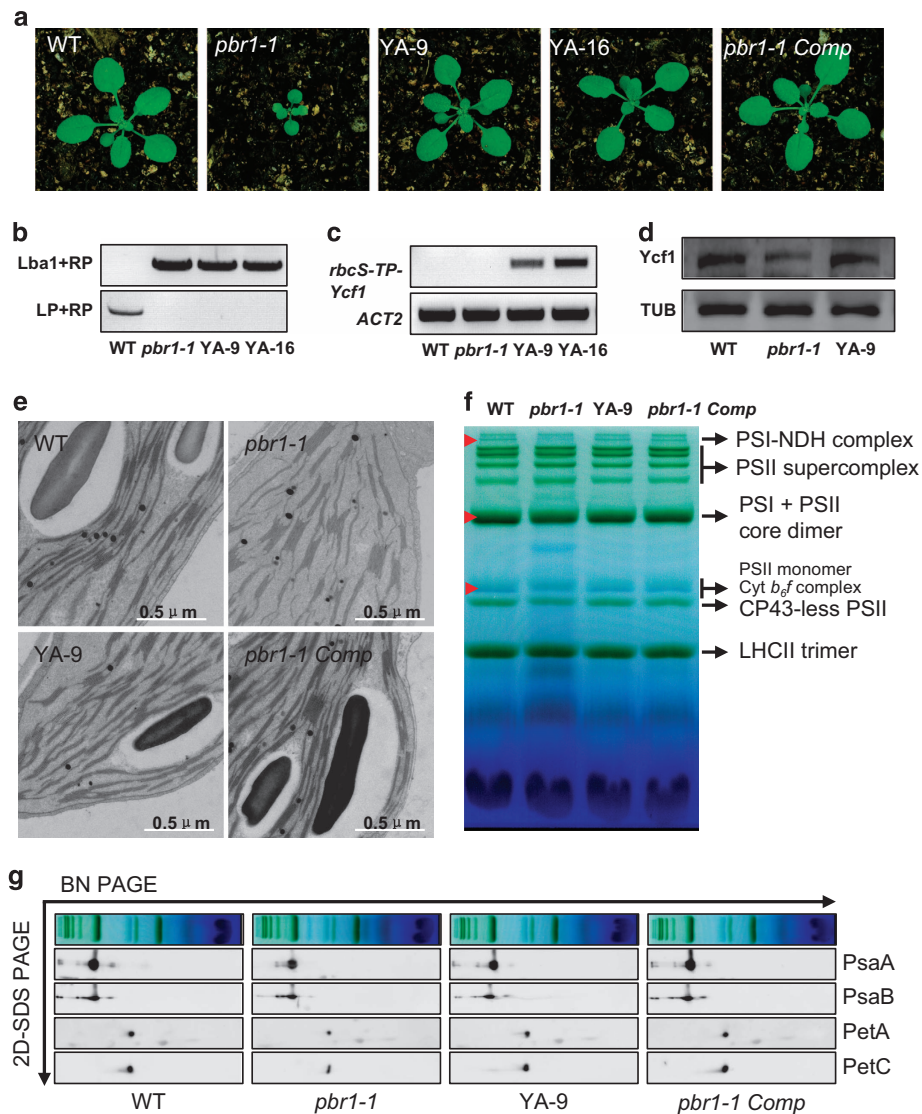 a
WT
pbr1-1
YA-9
YA-16
pbr1-1 Comp
b
Lba1+RP
LP+RP
WT pbr1-1 YA-9 YA-16
c
rbcS-TP-
Ycf1
ACT2
WT pbr1-1 YA-9 YA-16
d
Ycf1
TUB
WT pbr1-1 YA-9
e
WT
0.5 μm
pbr1-1
0.5 μm
YA-9
0.5 μm
pbr1-1 Comp
0.5 μm
f
WT pbr1-1 YA-9 pbr1-1 Comp
PSI-NDH complex
PSII supercomplex
PSI + PSII
core dimer
PSII monomer
Cyt b6f complex
CP43-less PSII
LHCII trimer
g
BN PAGE
2D-SDS PAGE
PsaA
PsaB
PetA
PetC
WT
pbr1-1
YA-9
pbr1-1 Comp